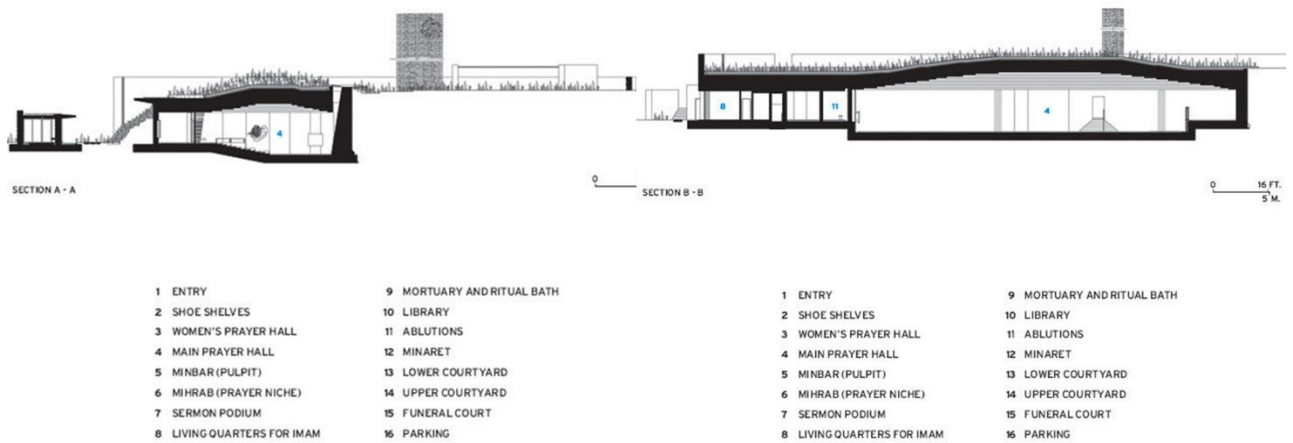 4
8
11
4
SECTION A - A
0
SECTION B - B
0 16 FT.
5 M.
1 ENTRY
2 SHOE SHELVES
3 WOMEN'S PRAYER HALL
4 MAIN PRAYER HALL
5 MINBAR (PULPIT)
6 MIHRAB (PRAYER NICHE)
7 SERMON PODIUM
8 LIVING QUARTERS FOR IMAM
9 MORTUARY AND RITUAL BATH
10 LIBRARY
11 ABLUTIONS
12 MINARET
13 LOWER COURTYARD
14 UPPER COURTYARD
15 FUNERAL COURT
16 PARKING
1 ENTRY
2 SHOE SHELVES
3 WOMEN'S PRAYER HALL
4 MAIN PRAYER HALL
5 MINBAR (PULPIT)
6 MIHRAB (PRAYER NICHE)
7 SERMON PODIUM
8 LIVING QUARTERS FOR IMAM
9 MORTUARY AND RITUAL BATH
10 LIBRARY
11 ABLUTIONS
12 MINARET
13 LOWER COURTYARD
14 UPPER COURTYARD
15 FUNERAL COURT
16 PARKING